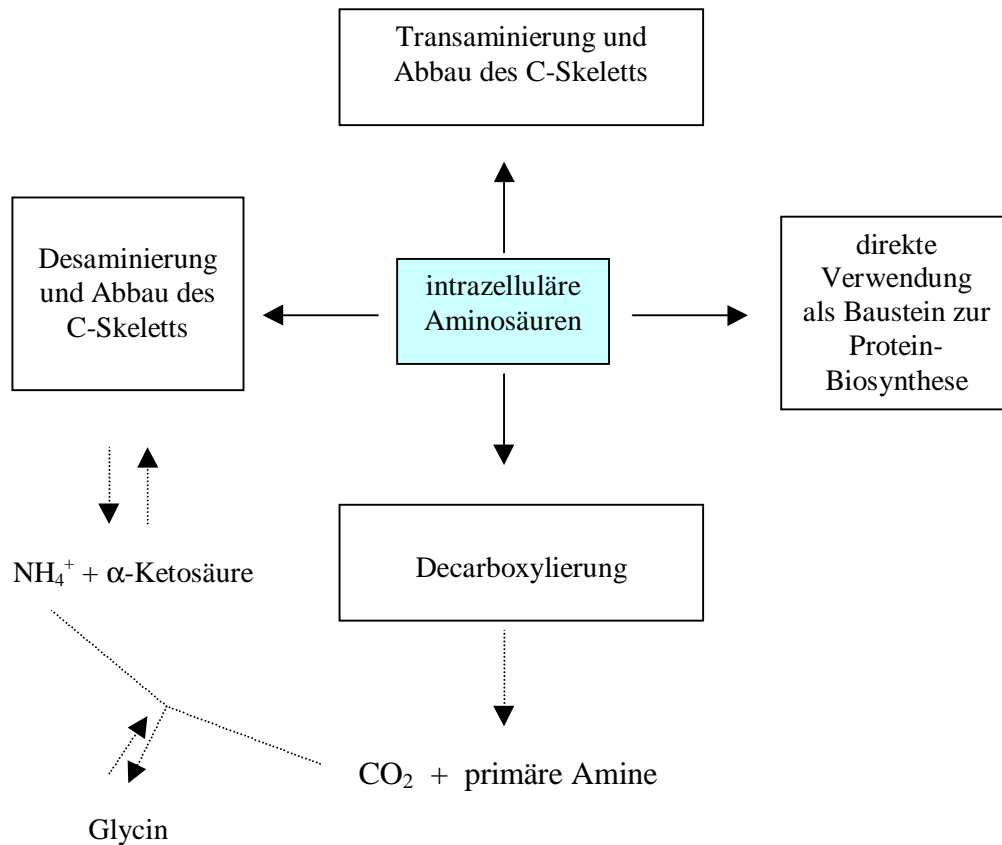 Transaminierung und
Abbau des C-Skeletts
Desaminierung
und Abbau des
C-Skeletts
intrazelluläre
Aminosäuren
direkte
Verwendung
als Baustein zur
Protein-
Biosynthese
NH₄⁺ + α-Ketosäure
Decarboxylierung
CO₂ + primäre Amine
Glycin